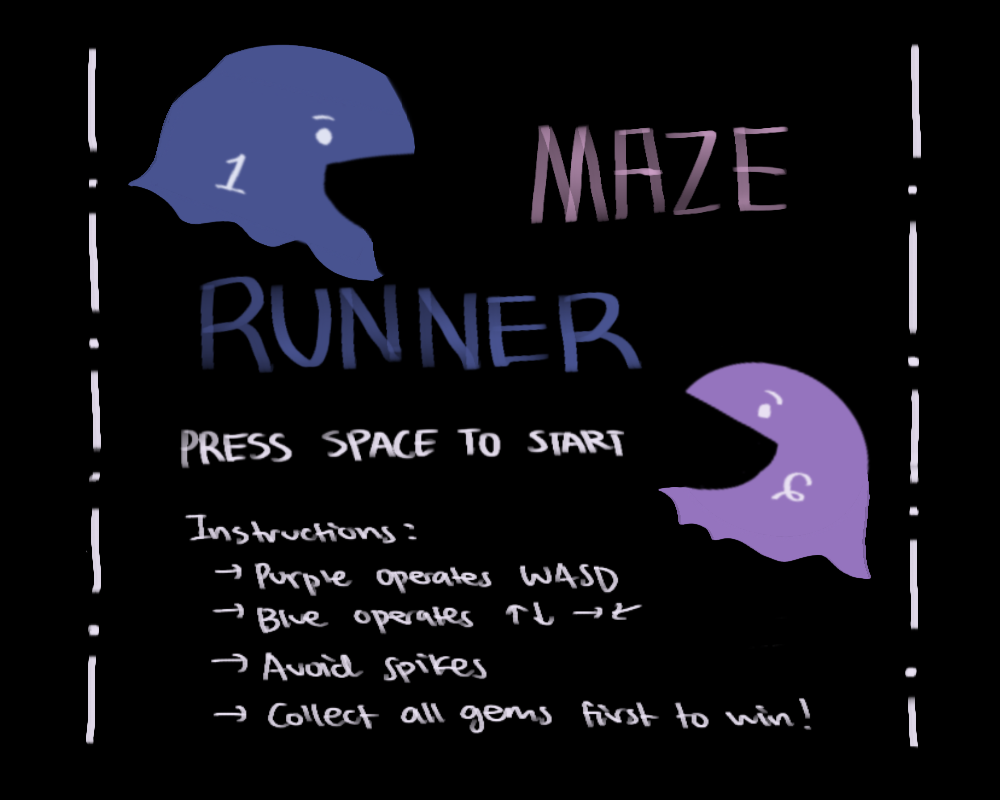 1
MAZE
RUNNER
PRESS SPACE TO START
Instructions:
→ Purple operates WASD
→ Blue operates ↑↓ →←
→ Avoid spikes
→ Collect all gems first to win!